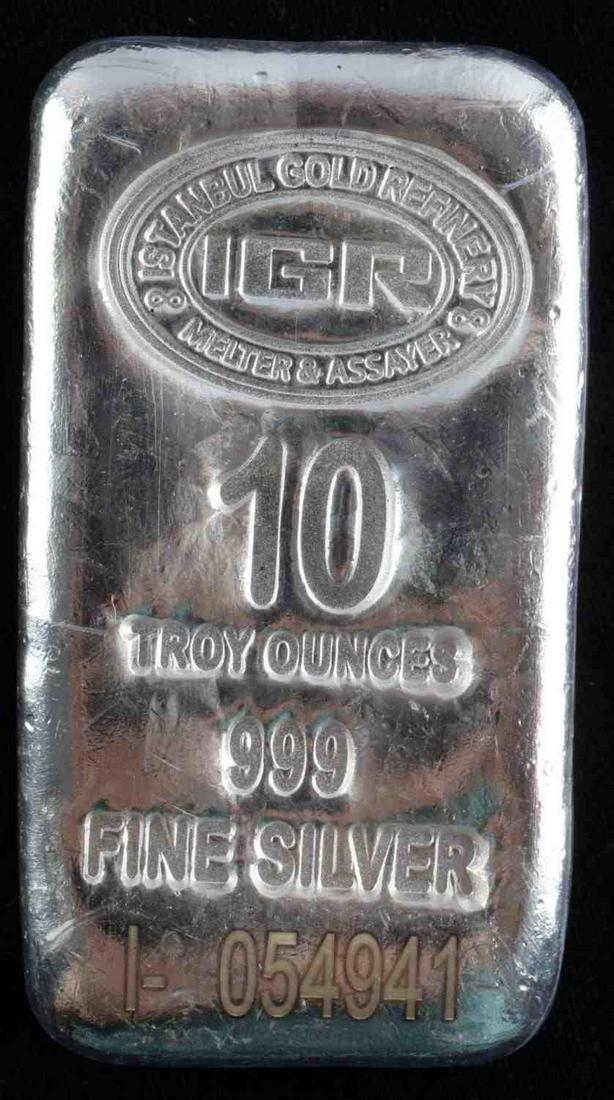 ISTANBUL GOLD REFINERY
IGR
MELTER & ASSAYER
10
TROY OUNCES
999
FINE SILVER
I- 054941